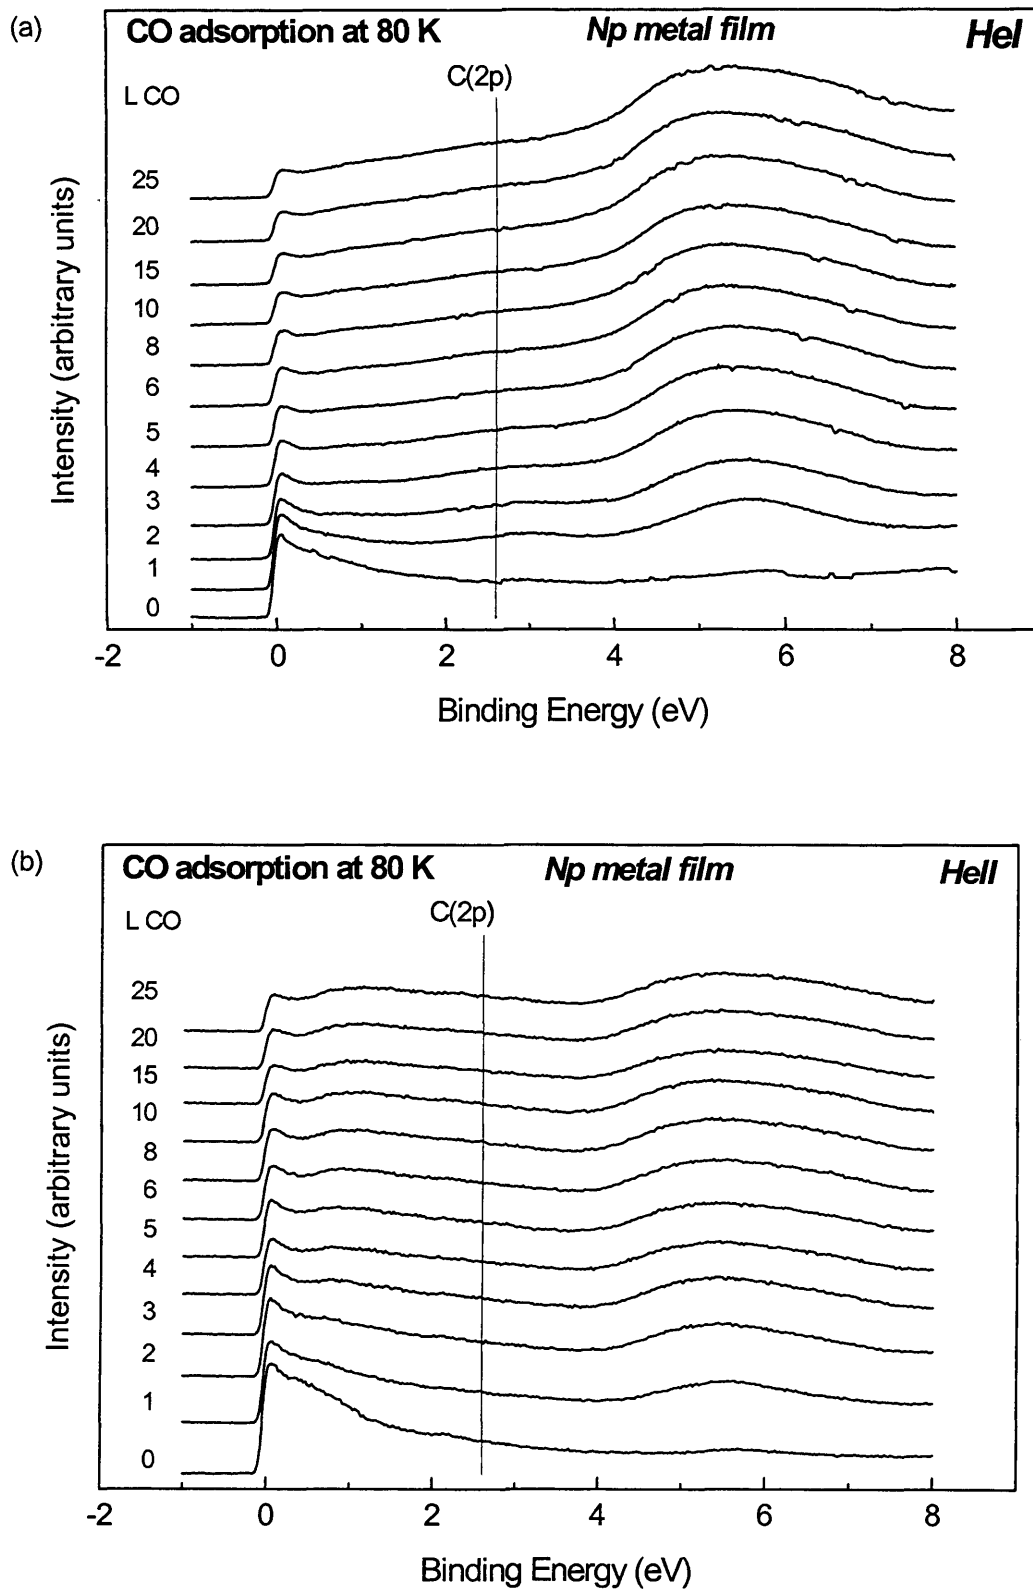 (a)
CO adsorption at 80 K Np metal film HeI
C(2p)
L CO
25
20
15
10
8
6
5
4
3
2
1
0
Intensity (arbitrary units)
-2 0 2 4 6 8
Binding Energy (eV)
(b)
CO adsorption at 80 K Np metal film HeII
C(2p)
L CO
25
20
15
10
8
6
5
4
3
2
1
0
Intensity (arbitrary units)
-2 0 2 4 6 8
Binding Energy (eV)